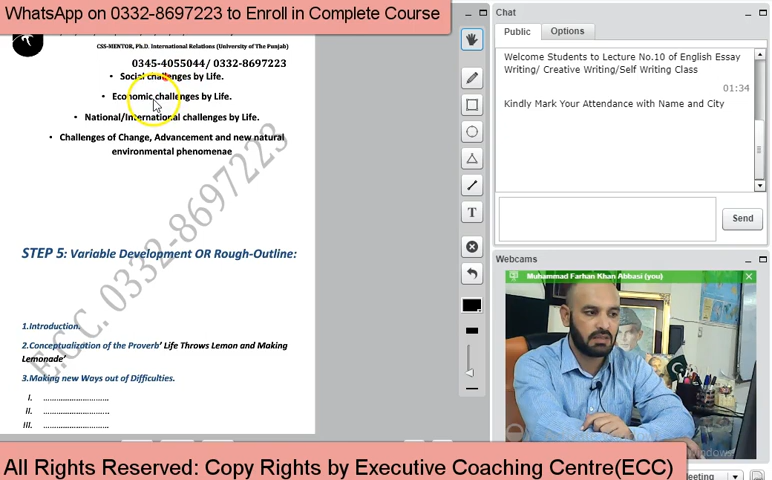 WhatsApp on 0332-8697223 to Enroll in Complete Course
CSS-MENTOR, Ph.D. International Relations (University of The Punjab)
0345-4055044/ 0332-8697223
Social challenges by Life.
• Economic challenges by Life.
• National/International challenges by Life.
• Challenges of Change, Advancement and new natural
environmental phenomenae
E.C.C. 0332-8697223
STEP 5: Variable Development OR Rough-Outline:
1.Introduction.
2.Conceptualization of the Proverb' Life Throws Lemon and Making
Lemonade'
3.Making new Ways out of Difficulties.
I. ............................
II. ............................
III. ............................
T
Chat
Public
Options
Welcome Students to Lecture No.10 of English Essay
Writing/ Creative Writing/Self Writing Class
01:34
Kindly Mark Your Attendance with Name and City
Send
Webcams
Muhammad Farhan Khan Abbasi (you)
All Rights Reserved: Copy Rights by Executive Coaching Centre(ECC)